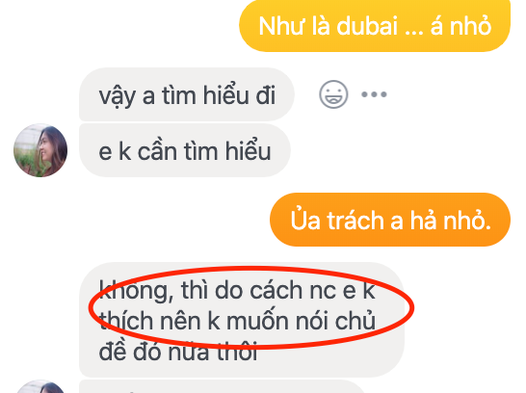 Như là dubai ... á nhỏ
vậy a tìm hiểu đi
e k cần tìm hiểu
Ủa trách a hả nhỏ.
không, thì do cách nc e k
thích nên k muốn nói chủ
đề đó nữa thôi